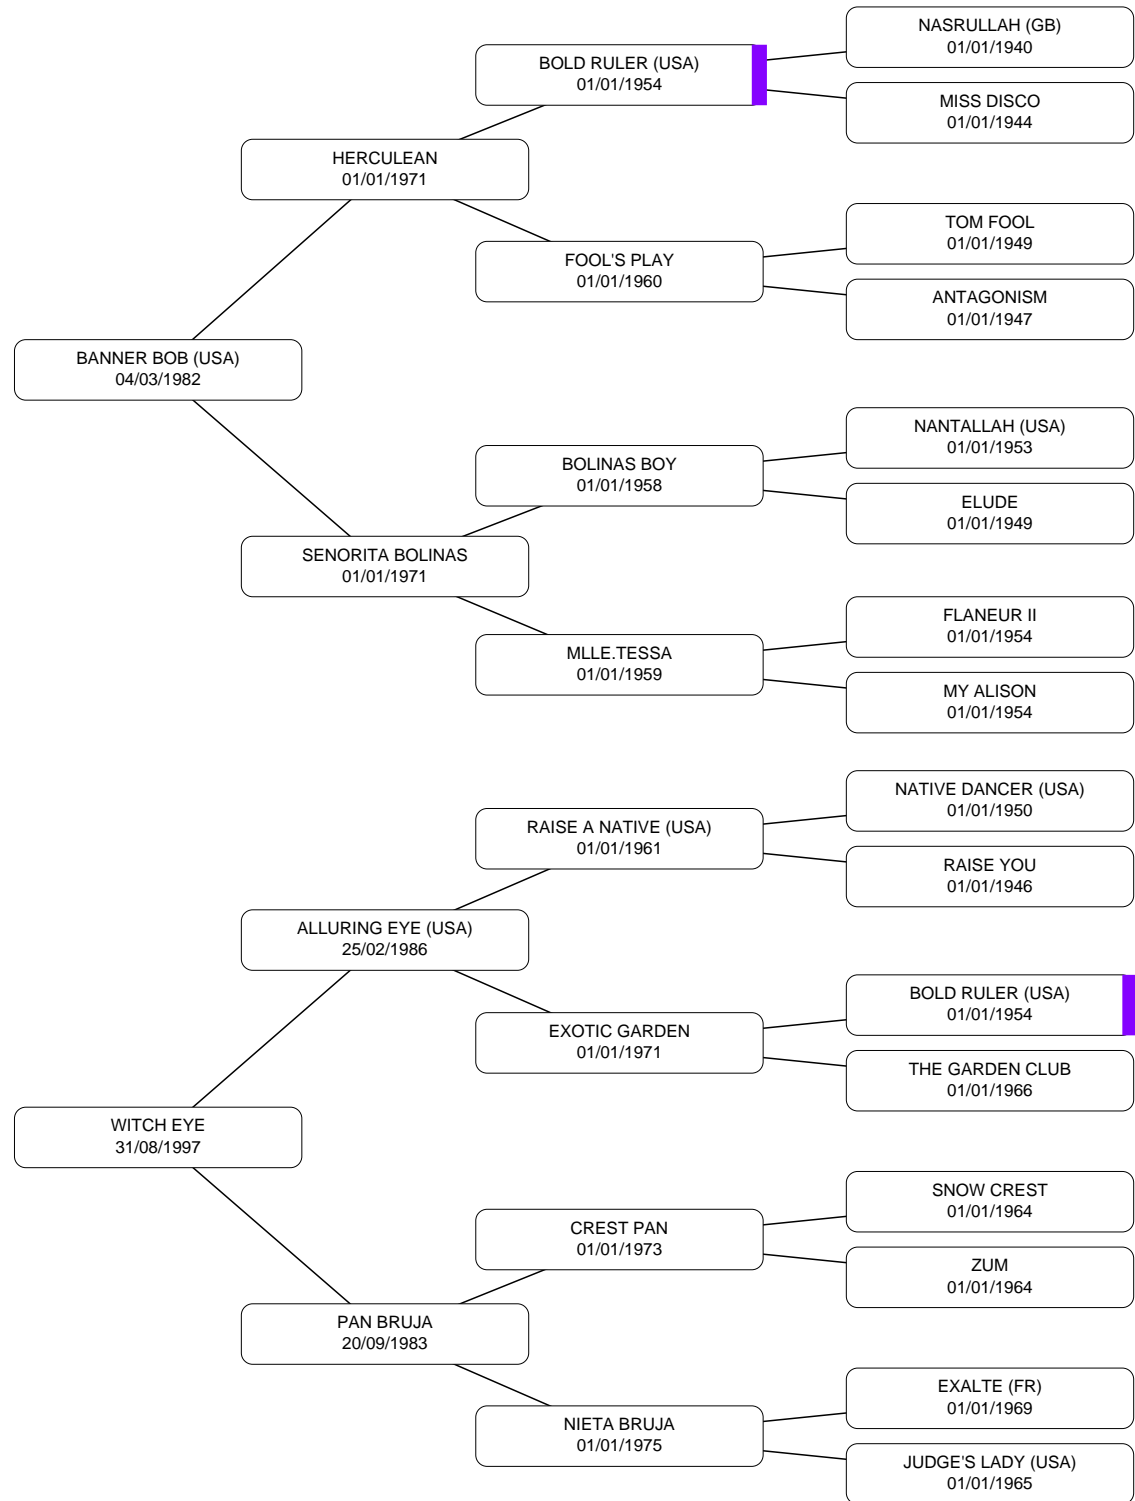 NASRULLAH (GB)
01/01/1940
BOLD RULER (USA)
01/01/1954
MISS DISCO
01/01/1944
HERCULEAN
01/01/1971
TOM FOOL
01/01/1949
FOOL'S PLAY
01/01/1960
ANTAGONISM
01/01/1947
BANNER BOB (USA)
04/03/1982
NANTALLAH (USA)
01/01/1953
BOLINAS BOY
01/01/1958
ELUDE
01/01/1949
SENORITA BOLINAS
01/01/1971
FLANEUR II
01/01/1954
MLLE.TESSA
01/01/1959
MY ALISON
01/01/1954
NATIVE DANCER (USA)
01/01/1950
RAISE A NATIVE (USA)
01/01/1961
RAISE YOU
01/01/1946
ALLURING EYE (USA)
25/02/1986
BOLD RULER (USA)
01/01/1954
EXOTIC GARDEN
01/01/1971
THE GARDEN CLUB
01/01/1966
WITCH EYE
31/08/1997
SNOW CREST
01/01/1964
CREST PAN
01/01/1973
ZUM
01/01/1964
PAN BRUJA
20/09/1983
EXALTE (FR)
01/01/1969
NIETA BRUJA
01/01/1975
JUDGE'S LADY (USA)
01/01/1965